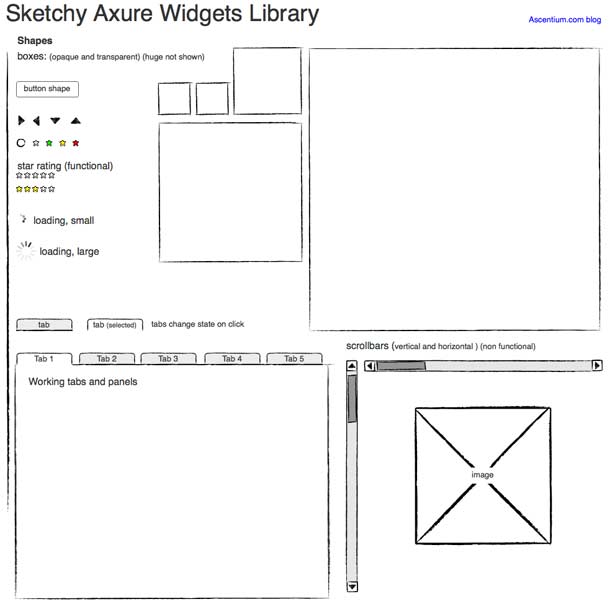 Sketchy Axure Widgets Library
Ascentium.com blog
Shapes
boxes: (opaque and transparent) (huge not shown)
button shape
star rating (functional)
loading, small
loading, large
tab
tab (selected)
tabs change state on click
scrollbars (vertical and horizontal ) (non functional)
Tab 1
Tab 2
Tab 3
Tab 4
Tab 5
Working tabs and panels
image